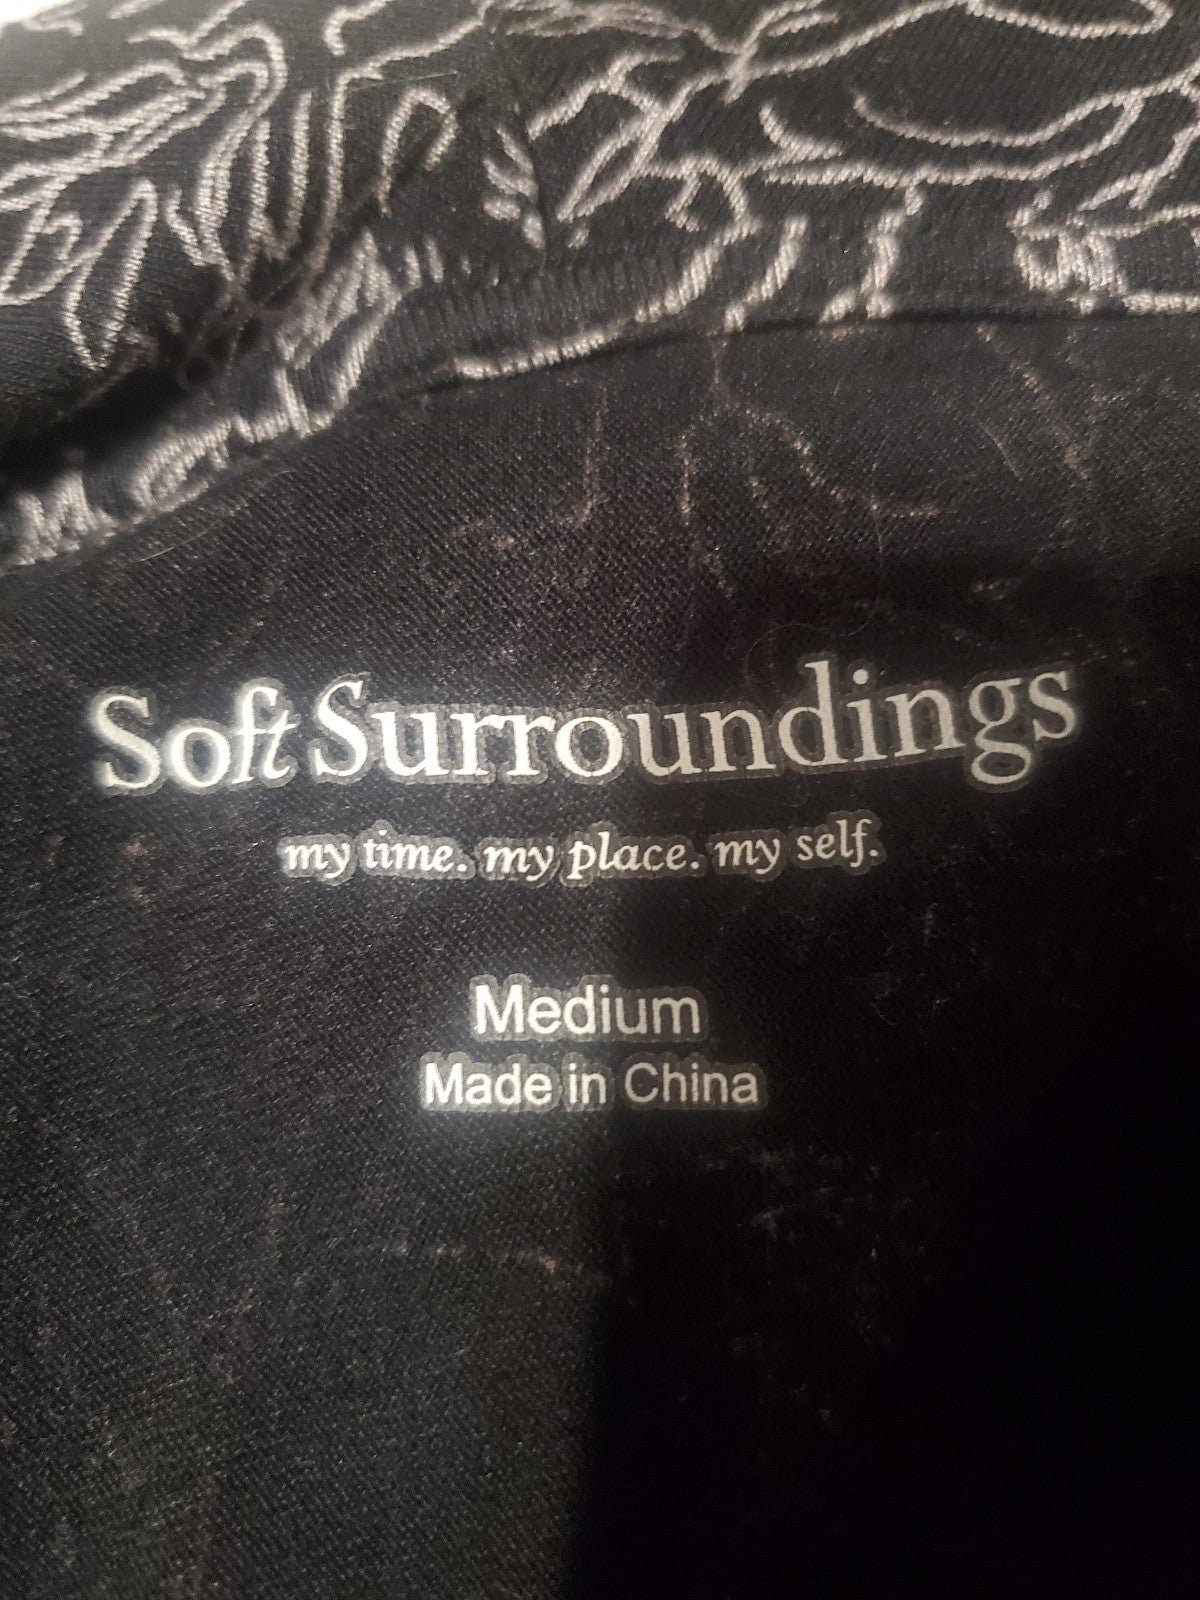 Soft Surroundings
my time. my place. my self.
Medium
Made in China